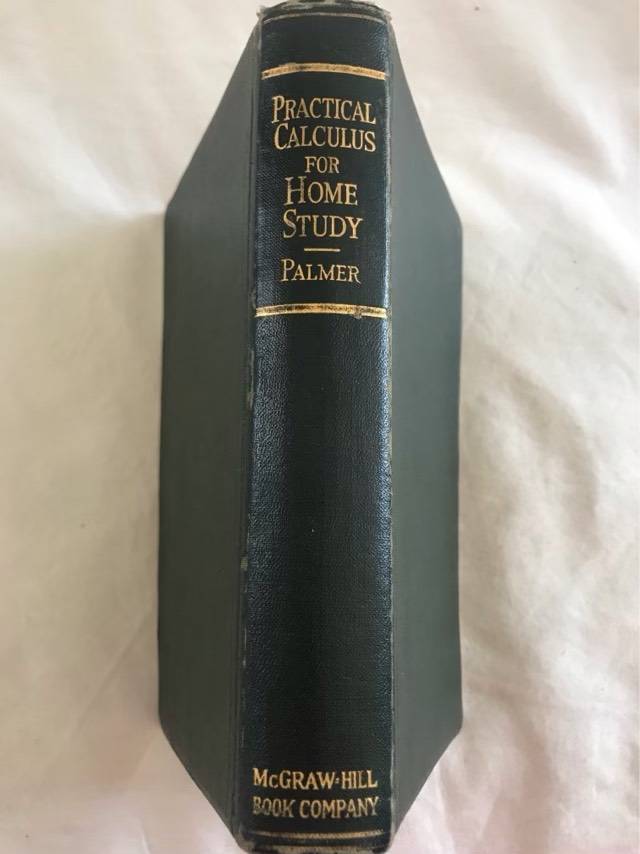 PRACTICAL
CALCULUS
FOR
HOME
STUDY
PALMER
McGRAW-HILL
BOOK COMPANY